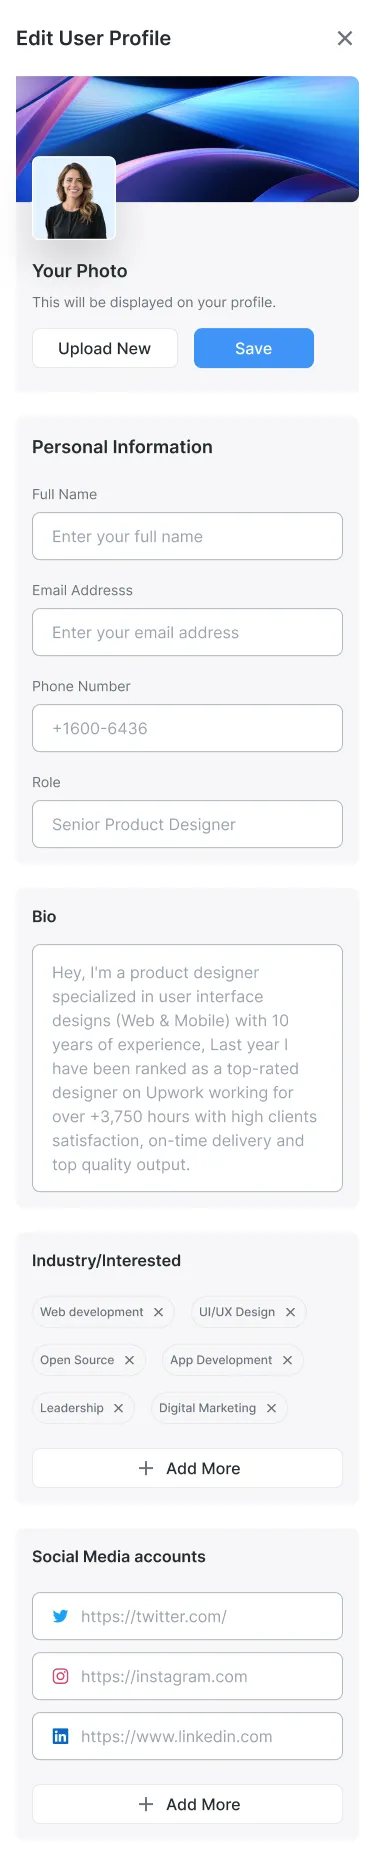 Edit User Profile
Your Photo
This will be displayed on your profile.
Upload New
Save
Personal Information
Full Name
Enter your full name
Email Addresss
Enter your email address
Phone Number
+1600-6436
Role
Senior Product Designer
Bio
Hey, I'm a product designer
specialized in user interface
designs (Web & Mobile) with 10
years of experience, Last year I
have been ranked as a top-rated
designer on Upwork working for
over +3,750 hours with high clients
satisfaction, on-time delivery and
top quality output.
Industry/Interested
Web development
UI/UX Design
Open Source
App Development
Leadership
Digital Marketing
Add More
Social Media accounts
https://twitter.com/
https://instagram.com
in https://www.linkedin.com
Add More